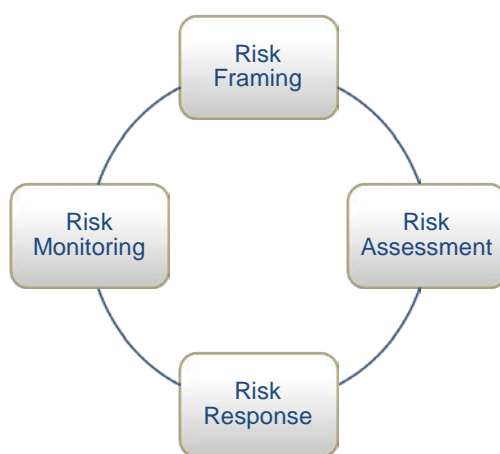 Risk
Framing
Risk
Monitoring
Risk
Assessment
Risk
Response